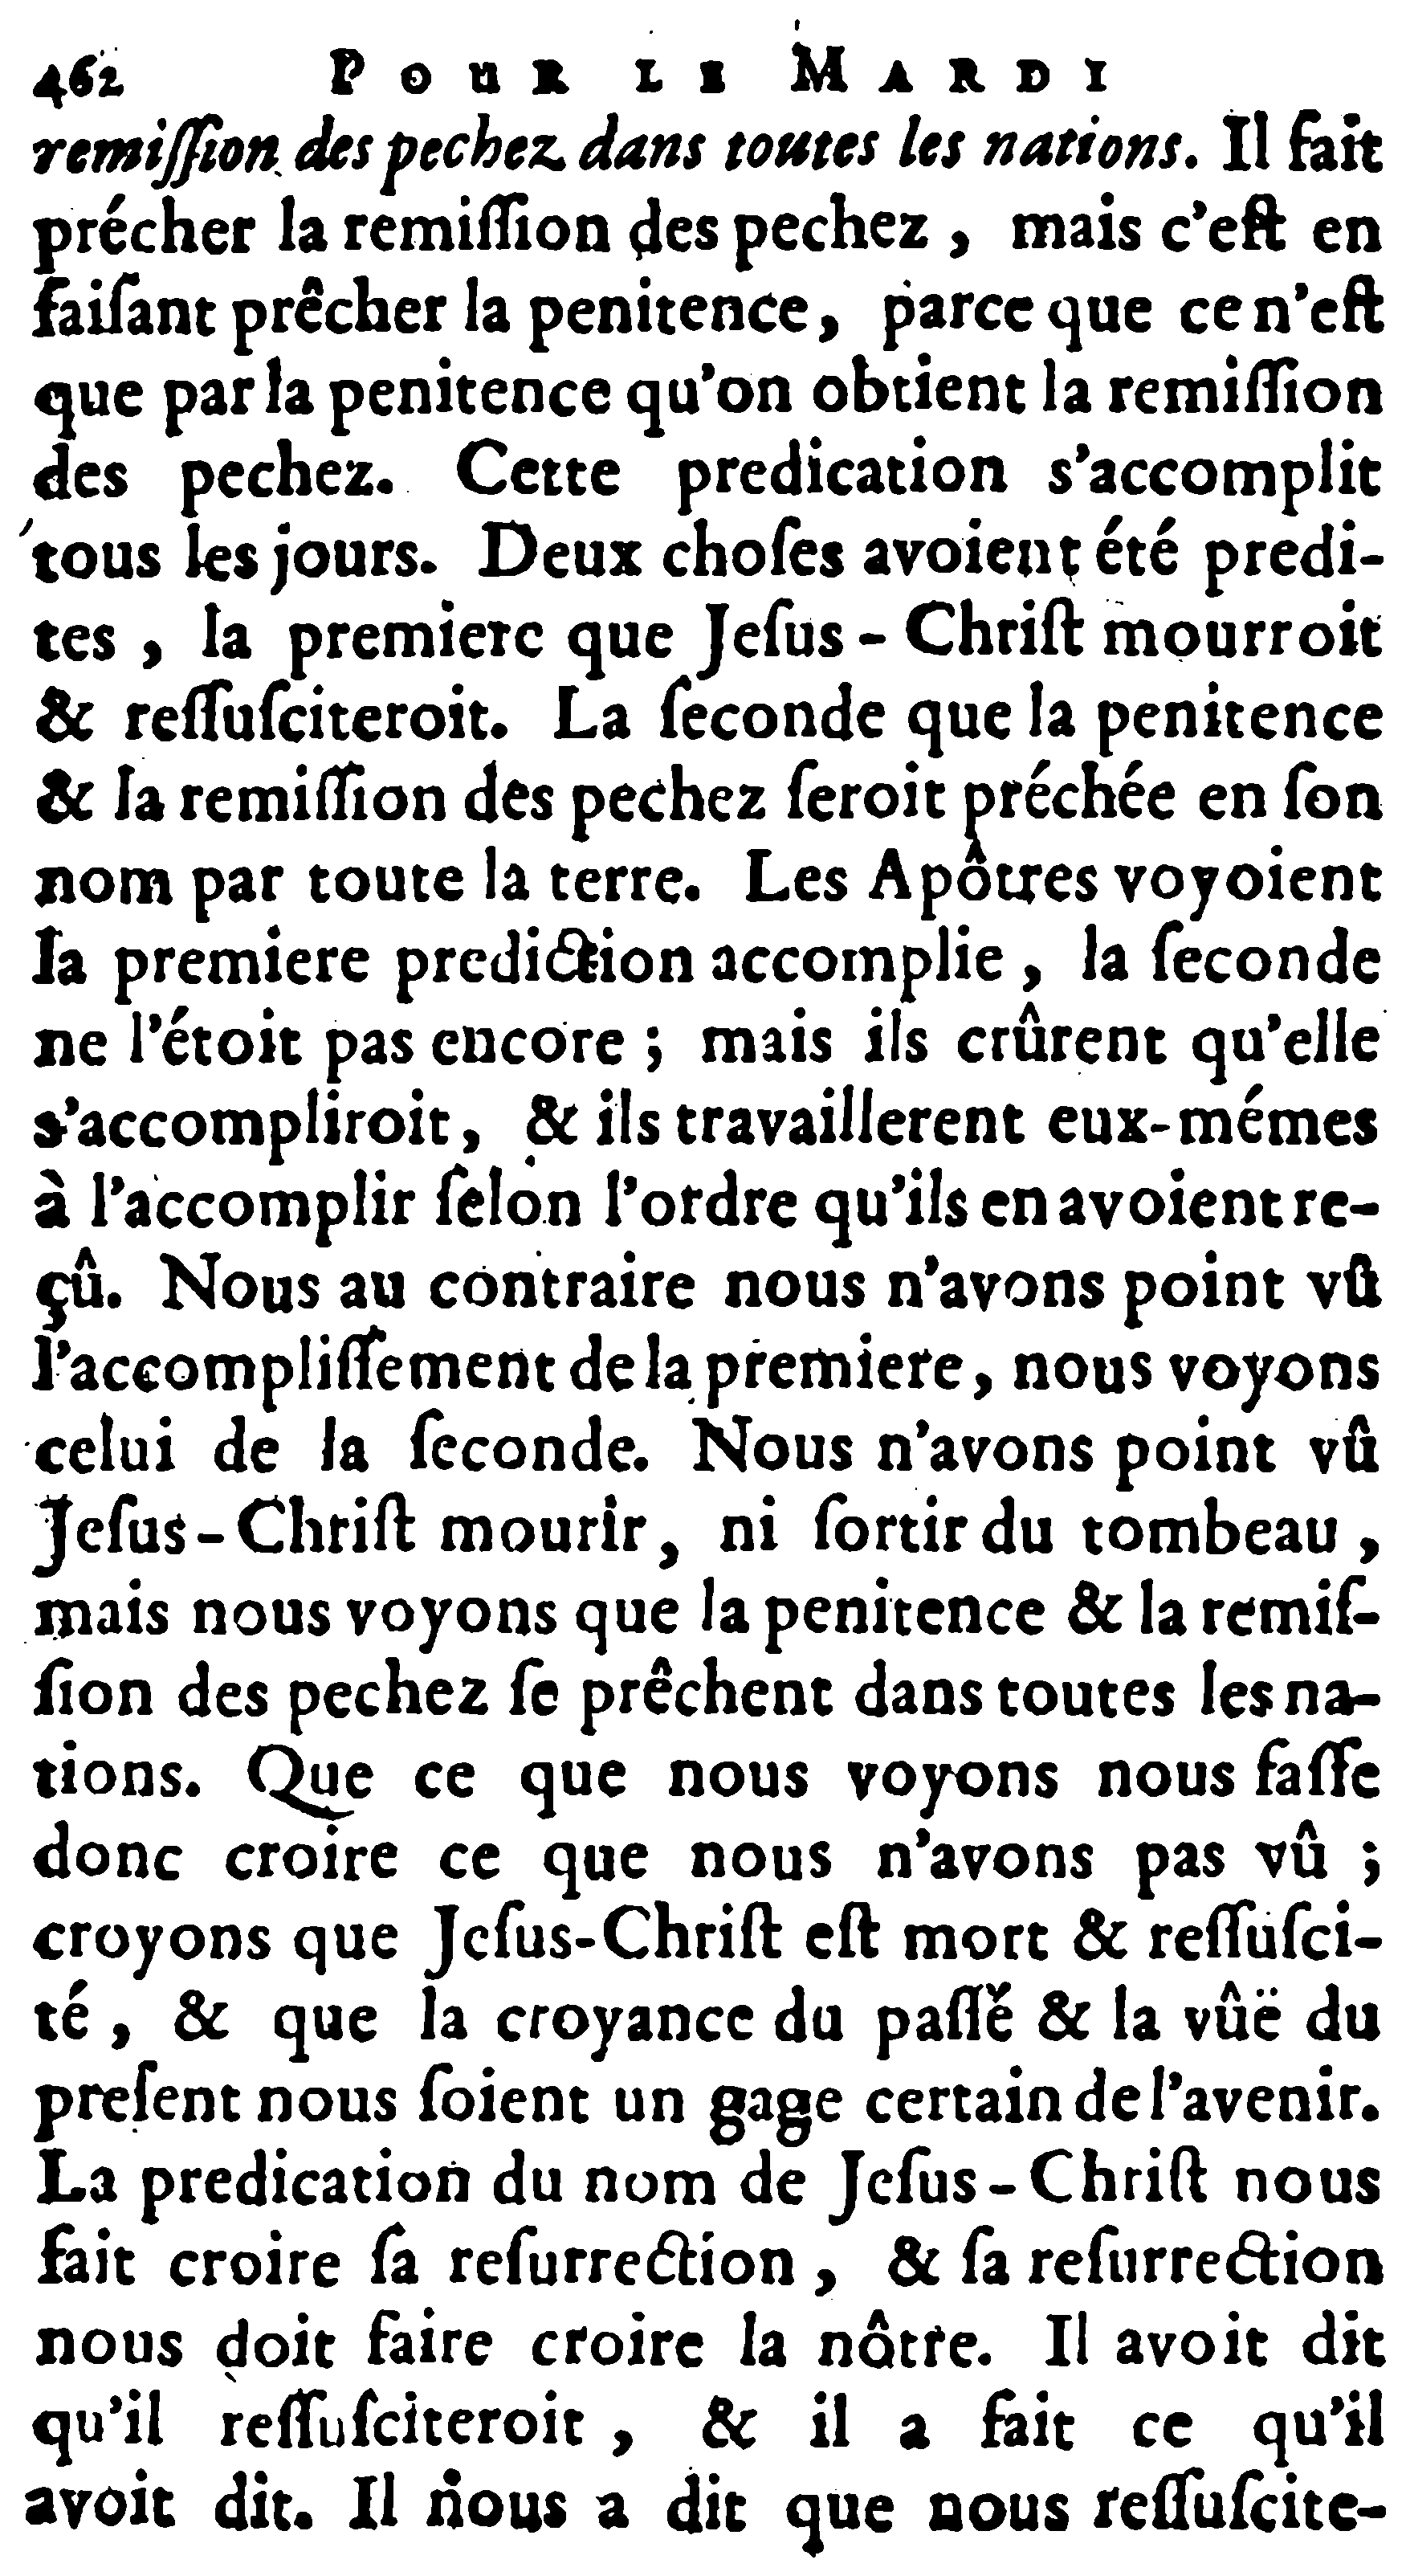 462 POUR LE MARDI
remiſſion des pechez dans toutes les nations. Il fait
précher la remiſſion des pechez, mais c'eſt en
faiſant prêcher la penitence, parce que ce n'eſt
que par la penitence qu'on obtient la remiſſion
des pechez. Cette predication s'accomplit
tous les jours. Deux choſes avoient été predi-
tes, la premiere que Jeſus-Chriſt mourroit
& reſſuſciteroit. La ſeconde que la penitence
& la remiſſion des pechez ſeroit préchée en ſon
nom par toute la terre. Les Apôtres voyoient
la premiere prediction accomplie, la ſeconde
ne l'étoit pas encore; mais ils crûrent qu'elle
s'accompliroit, & ils travaillerent eux-mémes
à l'accomplir ſelon l'ordre qu'ils en avoient re-
çû. Nous au contraire nous n'avons point vû
l'accompliſſement de la premiere, nous voyons
celui de la ſeconde. Nous n'avons point vû
Jeſus-Chriſt mourir, ni ſortir du tombeau,
mais nous voyons que la penitence & la remiſ-
ſion des pechez ſe prêchent dans toutes les na-
tions. Que ce que nous voyons nous faſſe
donc croire ce que nous n'avons pas vû;
croyons que Jeſus-Chriſt eſt mort & reſſuſci-
té, & que la croyance du paſſé & la vûë du
preſent nous ſoient un gage certain de l'avenir.
La predication du nom de Jeſus-Chriſt nous
fait croire ſa reſurrection, & ſa reſurrection
nous doit faire croire la nôtre. Il avoit dit
qu'il reſſuſciteroit, & il a fait ce qu'il
avoit dit. Il nous a dit que nous reſſuſcite-